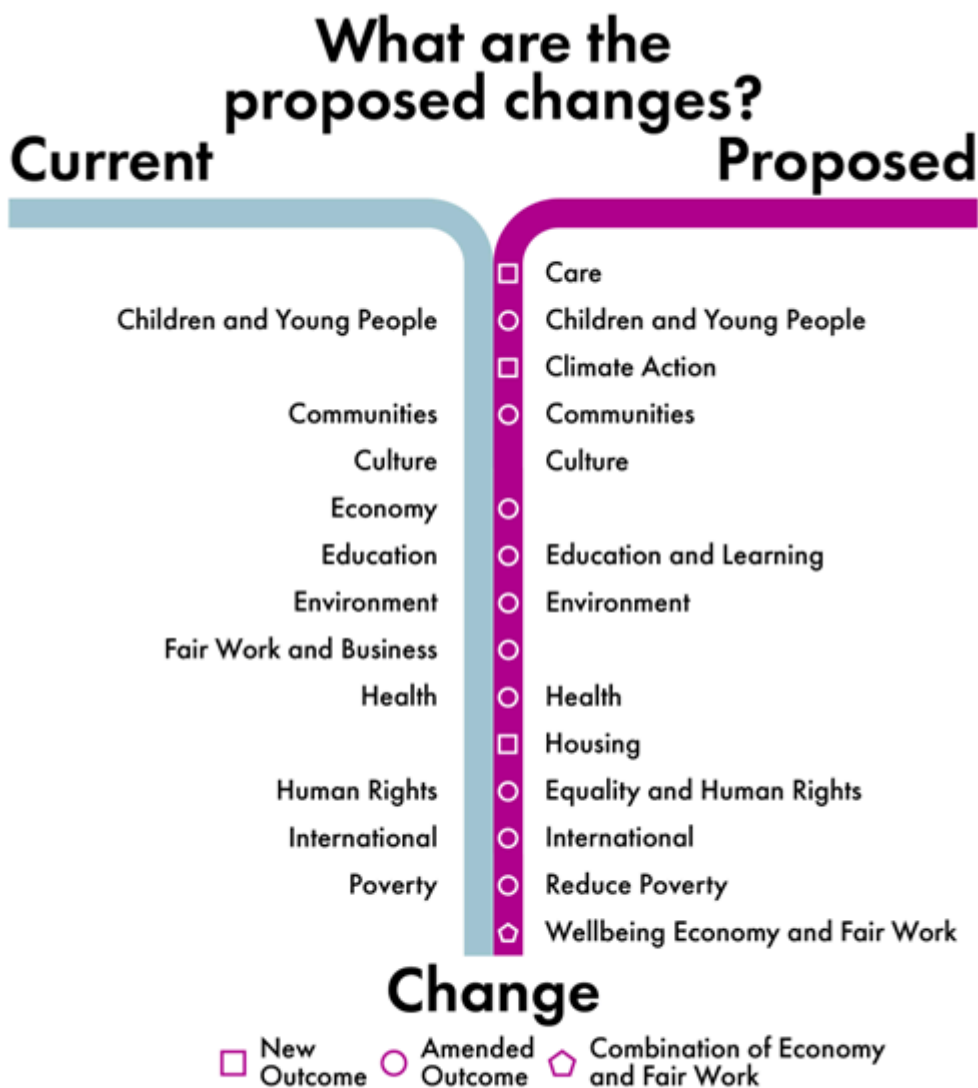 What are the
proposed changes?
Current
Proposed
Care
Children and Young People
Children and Young People
Climate Action
Communities
Communities
Culture
Culture
Economy
Education
Education and Learning
Environment
Environment
Fair Work and Business
Health
Health
Housing
Human Rights
Equality and Human Rights
International
International
Poverty
Reduce Poverty
Wellbeing Economy and Fair Work
Change
New
Outcome
Amended
Outcome
Combination of Economy
and Fair Work